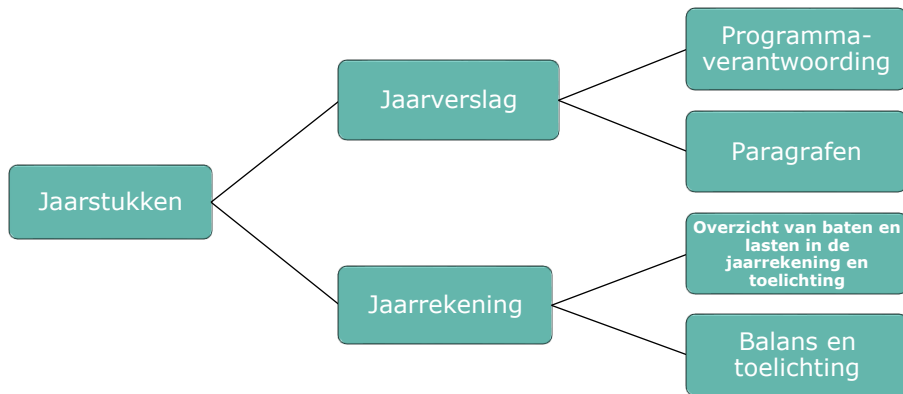 Jaarstukken
Jaarverslag
Programma-
verantwoording
Paragrafen
Jaarrekening
Overzicht van baten en
lasten in de
jaarrekening en
toelichting
Balans en
toelichting